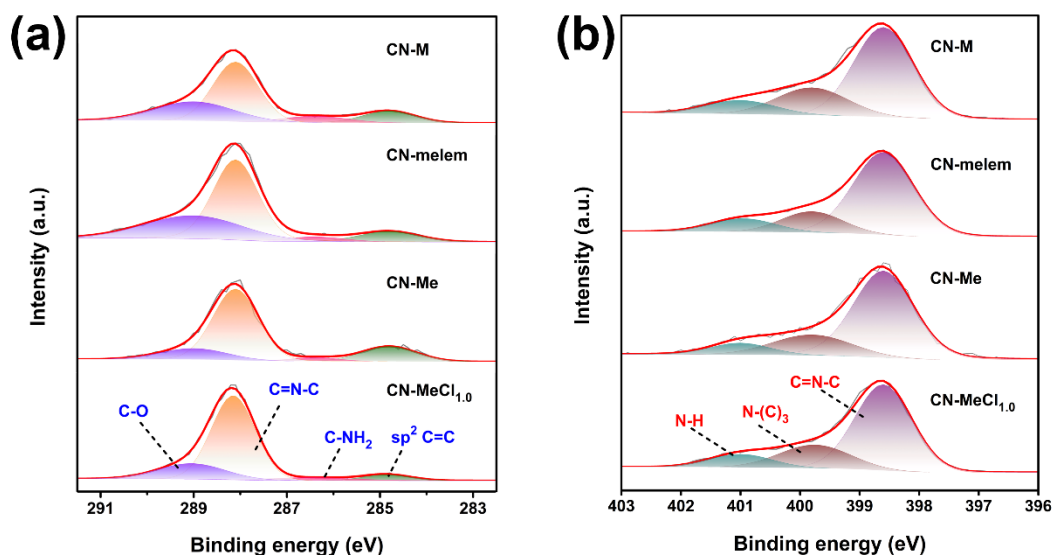 (a)
CN-M
CN-melem
CN-Me
CN-MeCl1.0
C-O
C=N-C
C-NH2
sp2 C=C
Intensity (a.u.)
291 289 287 285 283
Binding energy (eV)
(b)
CN-M
CN-melem
CN-Me
CN-MeCl1.0
C=N-C
N-(C)3
N-H
Intensity (a.u.)
403 402 401 400 399 398 397 396
Binding energy (eV)